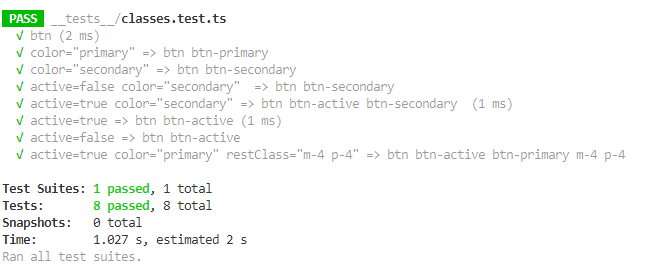 PASS __tests__/classes.test.ts
√ btn (2 ms)
√ color="primary" => btn btn-primary
√ color="secondary" => btn btn-secondary
√ active=false color="secondary"  => btn btn-secondary
√ active=true color="secondary" => btn btn-active btn-secondary  (1 ms)
√ active=true => btn btn-active (1 ms)
√ active=false => btn btn-active
√ active=true color="primary" restClass="m-4 p-4" => btn btn-active btn-primary m-4 p-4
Test Suites: 1 passed, 1 total
Tests:       8 passed, 8 total
Snapshots:   0 total
Time:        1.027 s, estimated 2 s
Ran all test suites.